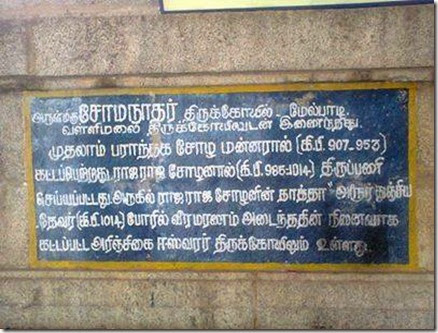 அருள்மிகு சோமநாதர் திருக்கோயில் மேல்பாடி.
வள்ளிமலை திருக்கோயிலுடன் இணைந்தது.
முதலாம் பராந்தக சோழ மன்னரால் (கி.பி. 907-953)
கட்டப்பெற்றது. ராஜராஜ சோழனால் (கி.பி. 985-1014) திருப்பணி
செய்யப்பட்டது. அருகில் ராஜராஜ சோழனின் தாத்தா
தேவர் (கி.பி 1014) போரில் வீர மரணம் அடைந்ததின் நினைவாக
கட்டப்பட்ட அரிஞ்சிகை ஈஸ்வரர் திருக்கோயிலும் உள்ளது.